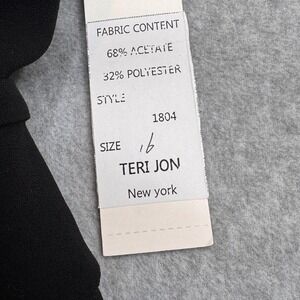 FABRIC CONTENT
68% ACETATE
32% POLYESTER
STYLE
1804
SIZE 16
TERI JON
New york